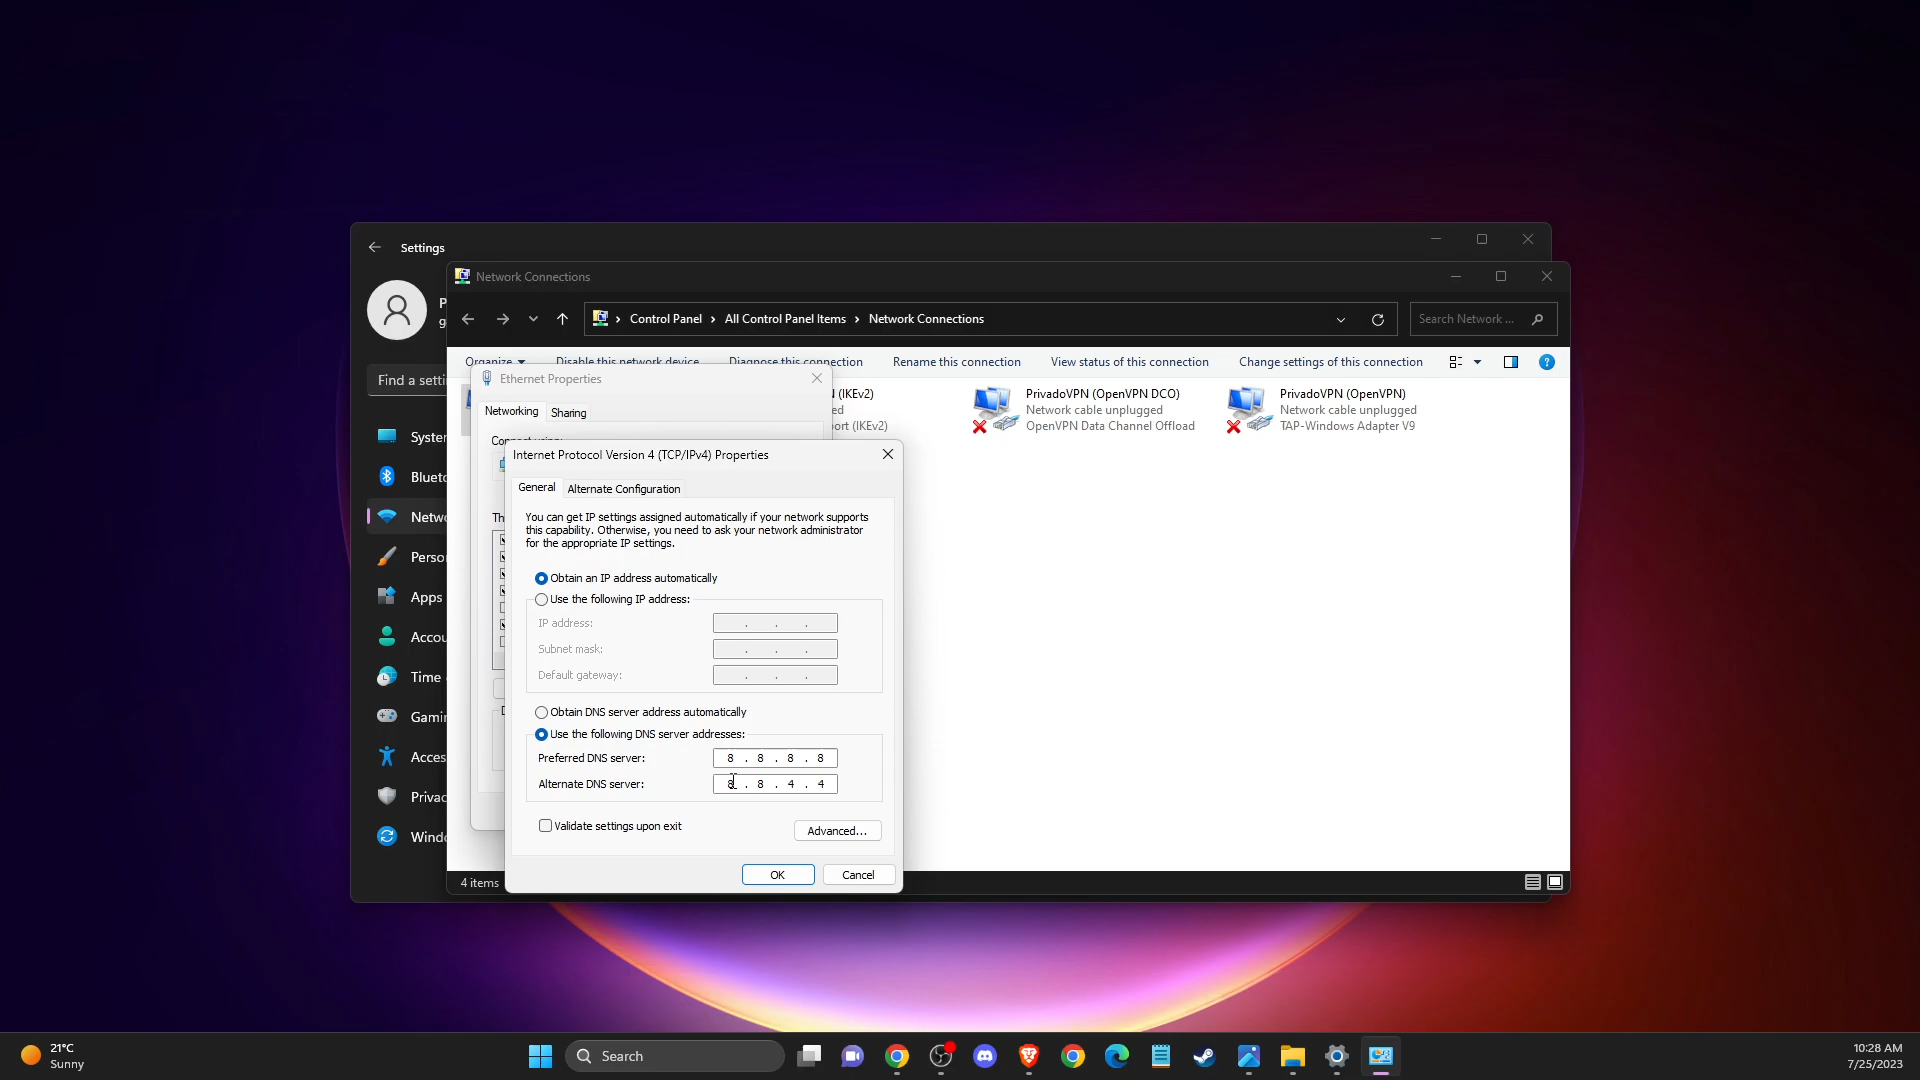 Settings
Network Connections
Control Panel > All Control Panel Items > Network Connections
Search Network ...
Find a setti
Organize
Disable this network device
Diagnose this connection
Rename this connection
View status of this connection
Change settings of this connection
Ethernet Properties
Networking
Sharing
(IKEv2)
ed
ort (IKEv2)
PrivadoVPN (OpenVPN DCO)
Network cable unplugged
OpenVPN Data Channel Offload
PrivadoVPN (OpenVPN)
Network cable unplugged
TAP-Windows Adapter V9
Connect using:
Th
Syster
Blueto
Netwo
Person
Apps
Accou
Time
Gamin
Acces
Privac
Windo
Internet Protocol Version 4 (TCP/IPv4) Properties
General
Alternate Configuration
You can get IP settings assigned automatically if your network supports
this capability. Otherwise, you need to ask your network administrator
for the appropriate IP settings.
Obtain an IP address automatically
Use the following IP address:
IP address:
. . .
Subnet mask:
. . .
Default gateway:
. . .
Obtain DNS server address automatically
Use the following DNS server addresses:
Preferred DNS server:
8 . 8 . 8 . 8
Alternate DNS server:
8 . 8 . 4 . 4
Validate settings upon exit
Advanced...
OK
Cancel
4 items
21°C
Sunny
Search
10:28 AM
7/25/2023